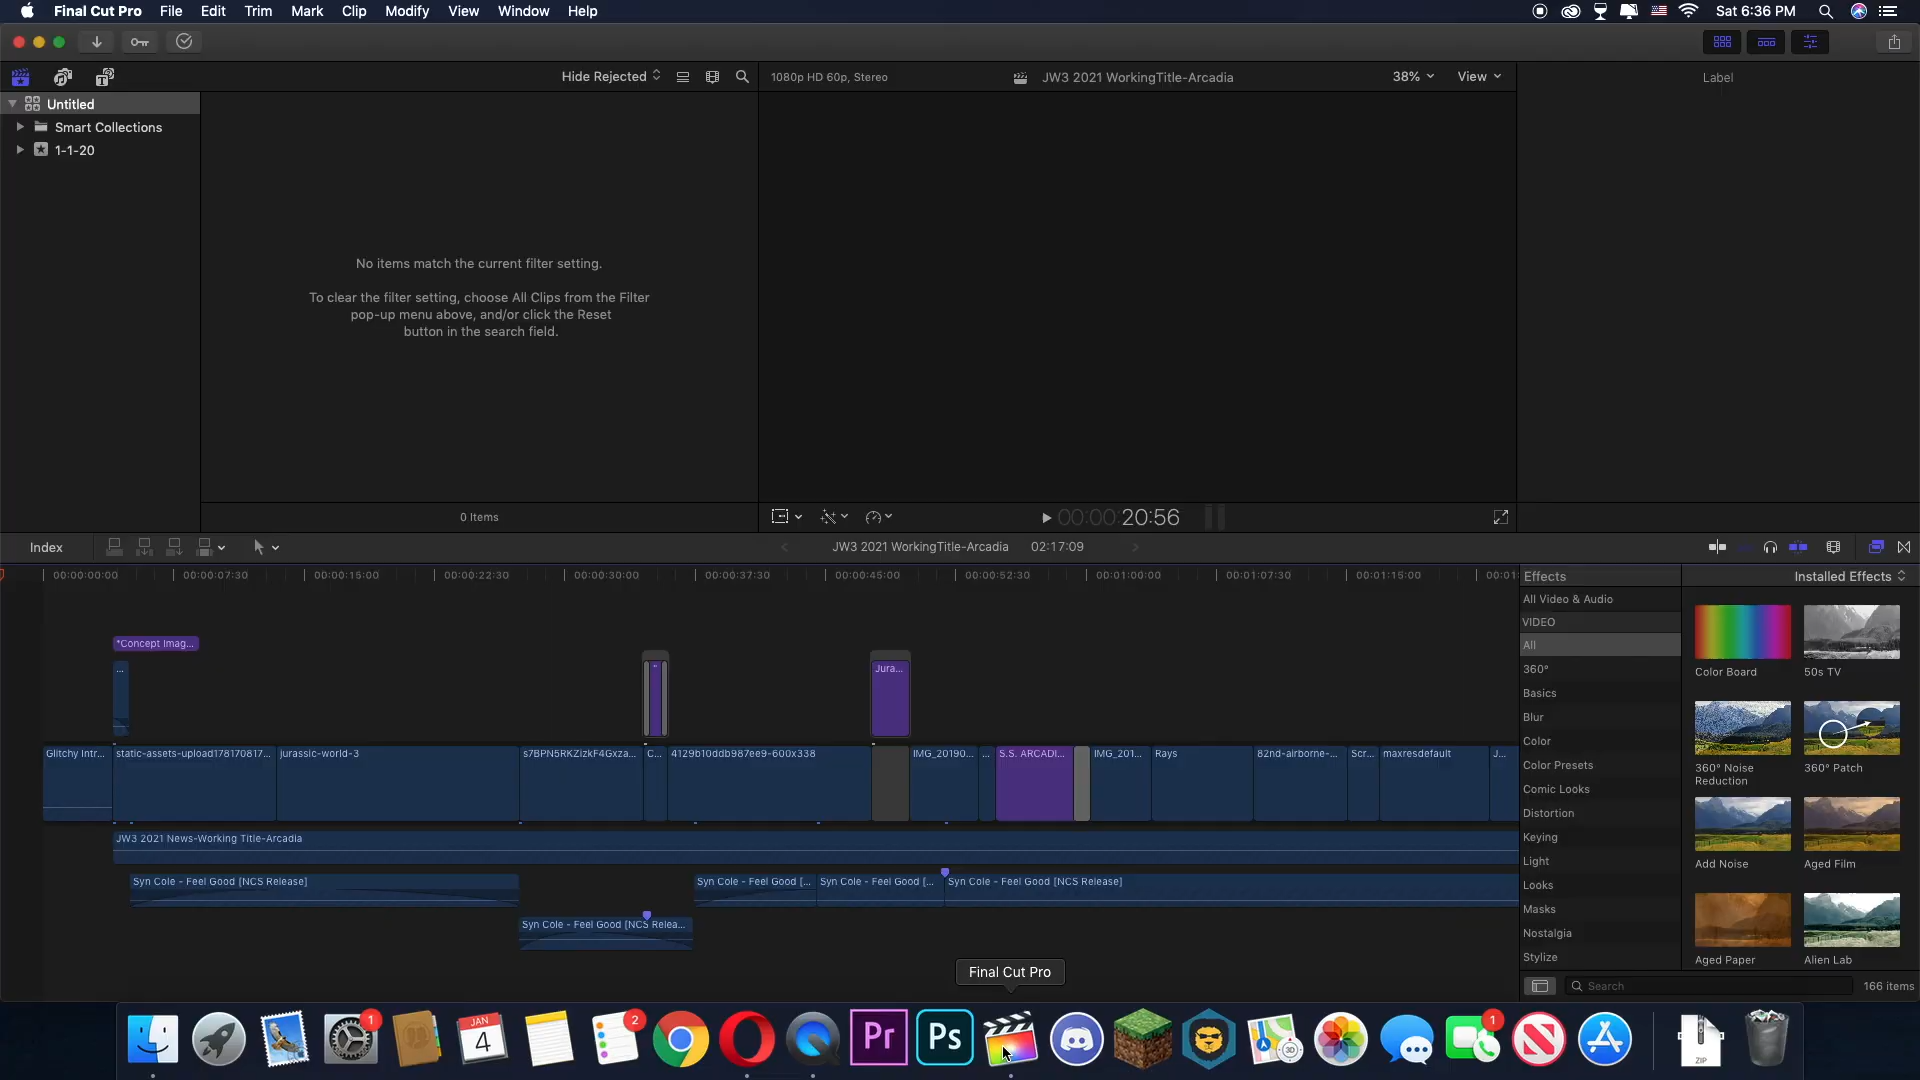 Final Cut Pro File Edit Trim Mark Clip Modify View Window Help Sat 6:36 PM
Hide Rejected 1080p HD 60p, Stereo JW3 2021 WorkingTitle-Arcadia 38% View Label
Untitled
Smart Collections
1-1-20
No items match the current filter setting.
To clear the filter setting, choose All Clips from the Filter
pop-up menu above, and/or click the Reset
button in the search field.
0 Items 00:00:20:56
Index JW3 2021 WorkingTitle-Arcadia 02:17:09
00:00:00:00 00:00:07:30 00:00:15:00 00:00:22:30 00:00:30:00 00:00:37:30 00:00:45:00 00:00:52:30 00:01:00:00 00:01:07:30 00:01:15:00 00:01:
Effects Installed Effects
All Video & Audio
VIDEO
All
360°
Basics
Blur
Color
Color Presets
Comic Looks
Distortion
Keying
Light
Looks
Masks
Nostalgia
Stylize
Color Board 50s TV
360° Noise
Reduction
360° Patch
Add Noise Aged Film
Aged Paper Alien Lab
Search 166 items
*Concept Imag...
... Jura...
Glitchy Intr... static-assets-upload178170817... jurassic-world-3 s7BPN5RKZizkF4Gxza... C... 4129b10ddb987ee9-600x338 IMG_20190... ... S.S. ARCADI... IMG_201... Rays 82nd-airborne-... Scr... maxresdefault J...
JW3 2021 News-Working Title-Arcadia
Syn Cole - Feel Good [NCS Release] Syn Cole - Feel Good [... Syn Cole - Feel Good [... Syn Cole - Feel Good [NCS Release]
Syn Cole - Feel Good [NCS Relea...
Final Cut Pro
1 JAN 4 2 Pr Ps 3D 1 ZIP